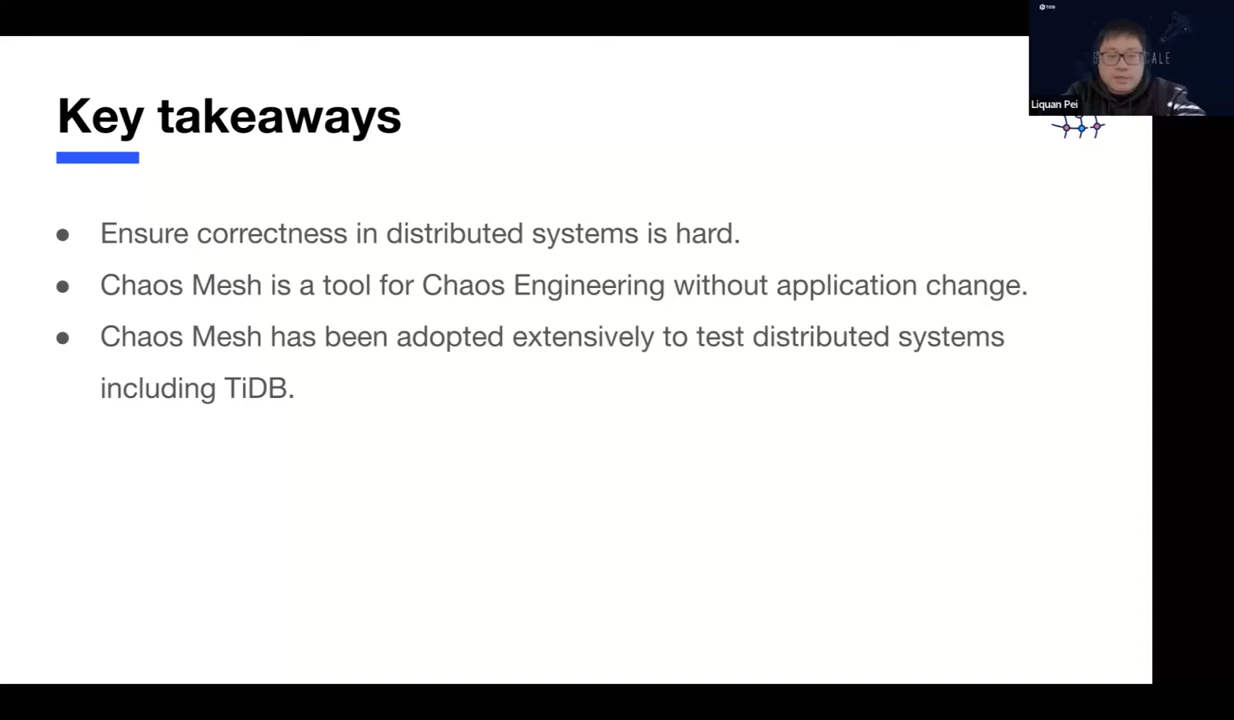 Key takeaways
● Ensure correctness in distributed systems is hard.
● Chaos Mesh is a tool for Chaos Engineering without application change.
● Chaos Mesh has been adopted extensively to test distributed systems
including TiDB.
Liquan Pei